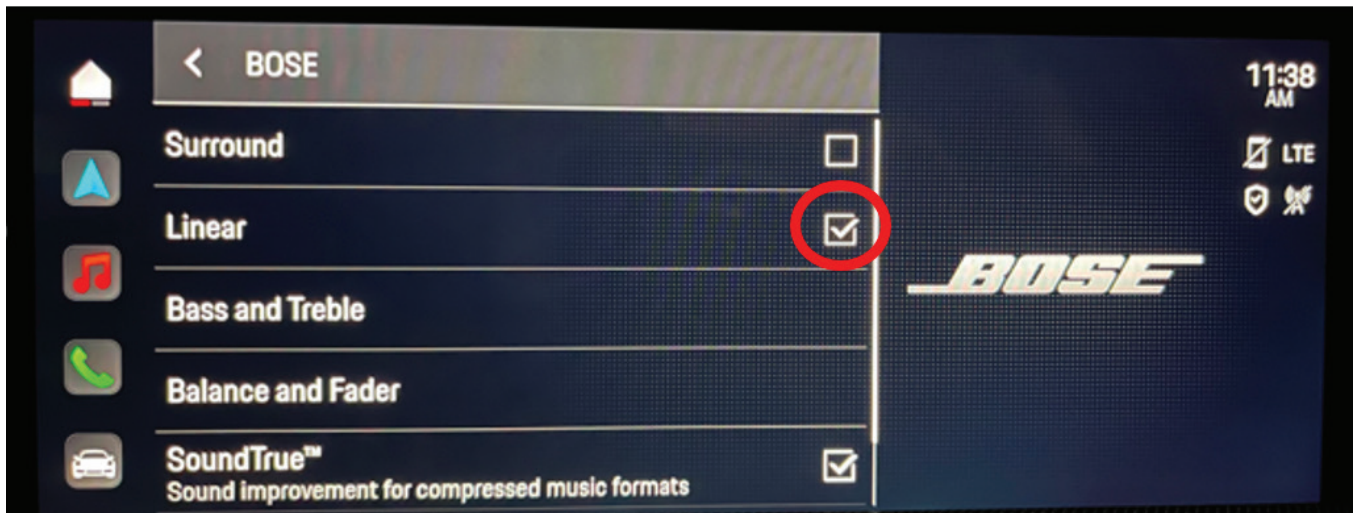 BOSE
11:38
AM
Surround
LTE
Linear
BOSE
Bass and Treble
Balance and Fader
SoundTrue™
Sound improvement for compressed music formats